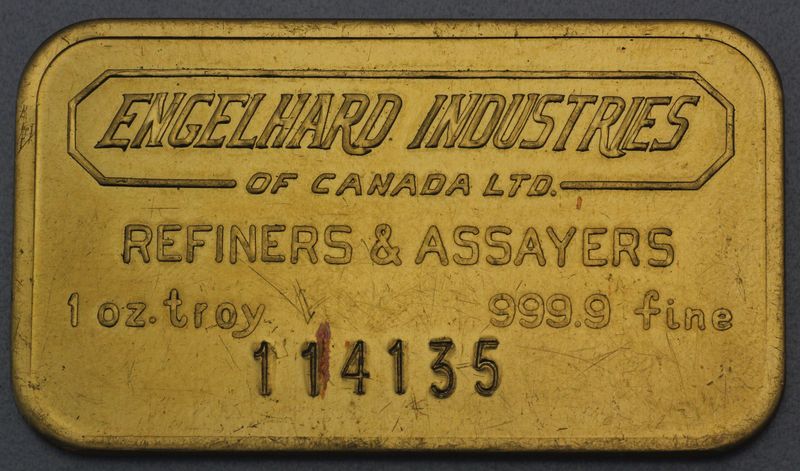 ENGELHARD INDUSTRIES
OF CANADA LTD.
REFINERS & ASSAYERS
1 oz. troy 999.9 fine
114135